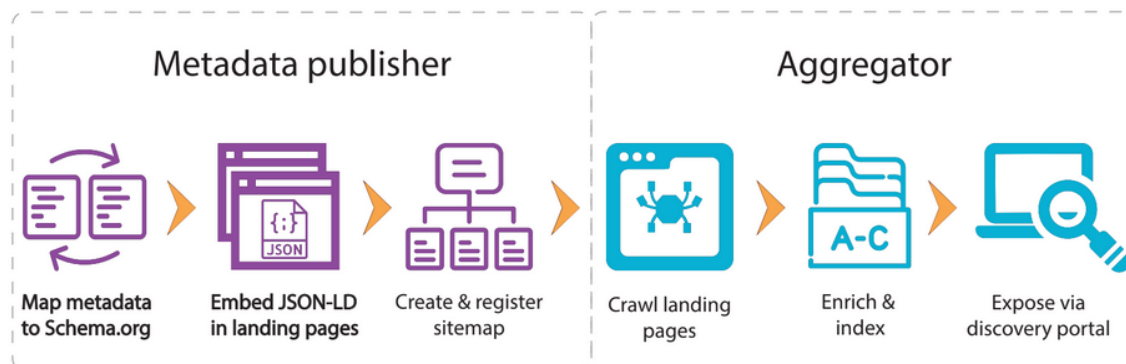 Metadata publisher
Aggregator
{;}
JSON
A-C
Map metadata
to Schema.org
Embed JSON-LD
in landing pages
Create & register
sitemap
Crawl landing
pages
Enrich &
index
Expose via
discovery portal